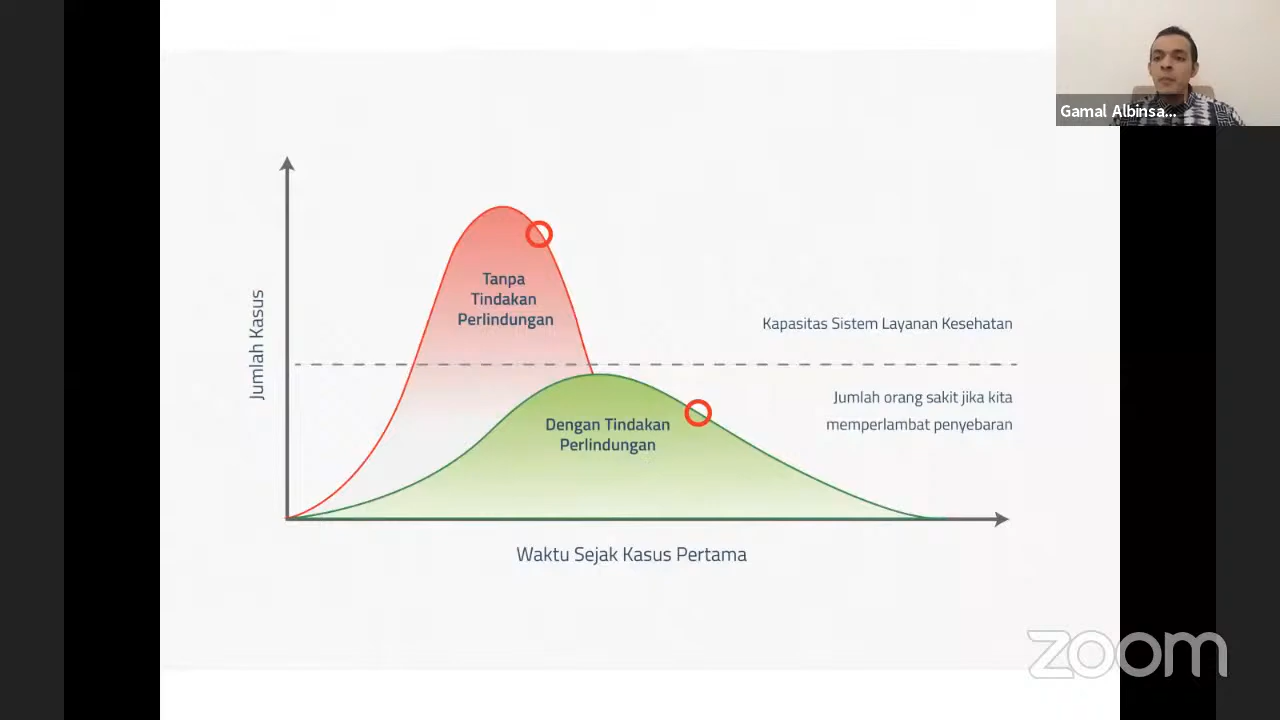 Gamal Albinsa...
Jumlah Kasus
Tanpa
Tindakan
Perlindungan
Kapasitas Sistem Layanan Kesehatan
Jumlah orang sakit jika kita
memperlambat penyebaran
Dengan Tindakan
Perlindungan
Waktu Sejak Kasus Pertama
zoom